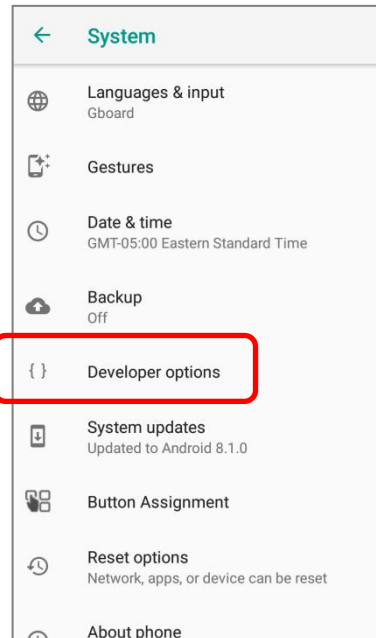 System
Languages & input
Gboard
Gestures
Date & time
GMT-05:00 Eastern Standard Time
Backup
Off
{ }
Developer options
System updates
Updated to Android 8.1.0
Button Assignment
Reset options
Network, apps, or device can be reset
About phone